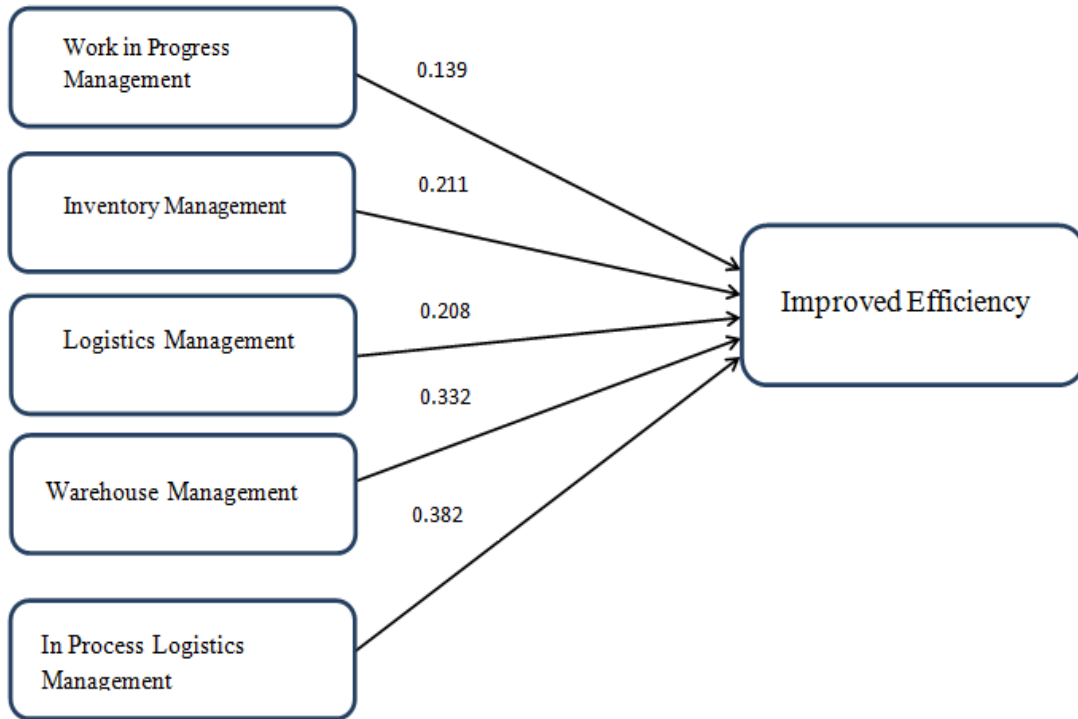 Work in Progress
Management
0.139
Inventory Management
0.211
Logistics Management
0.208
Warehouse Management
0.332
In Process Logistics
Management
0.382
Improved Efficiency